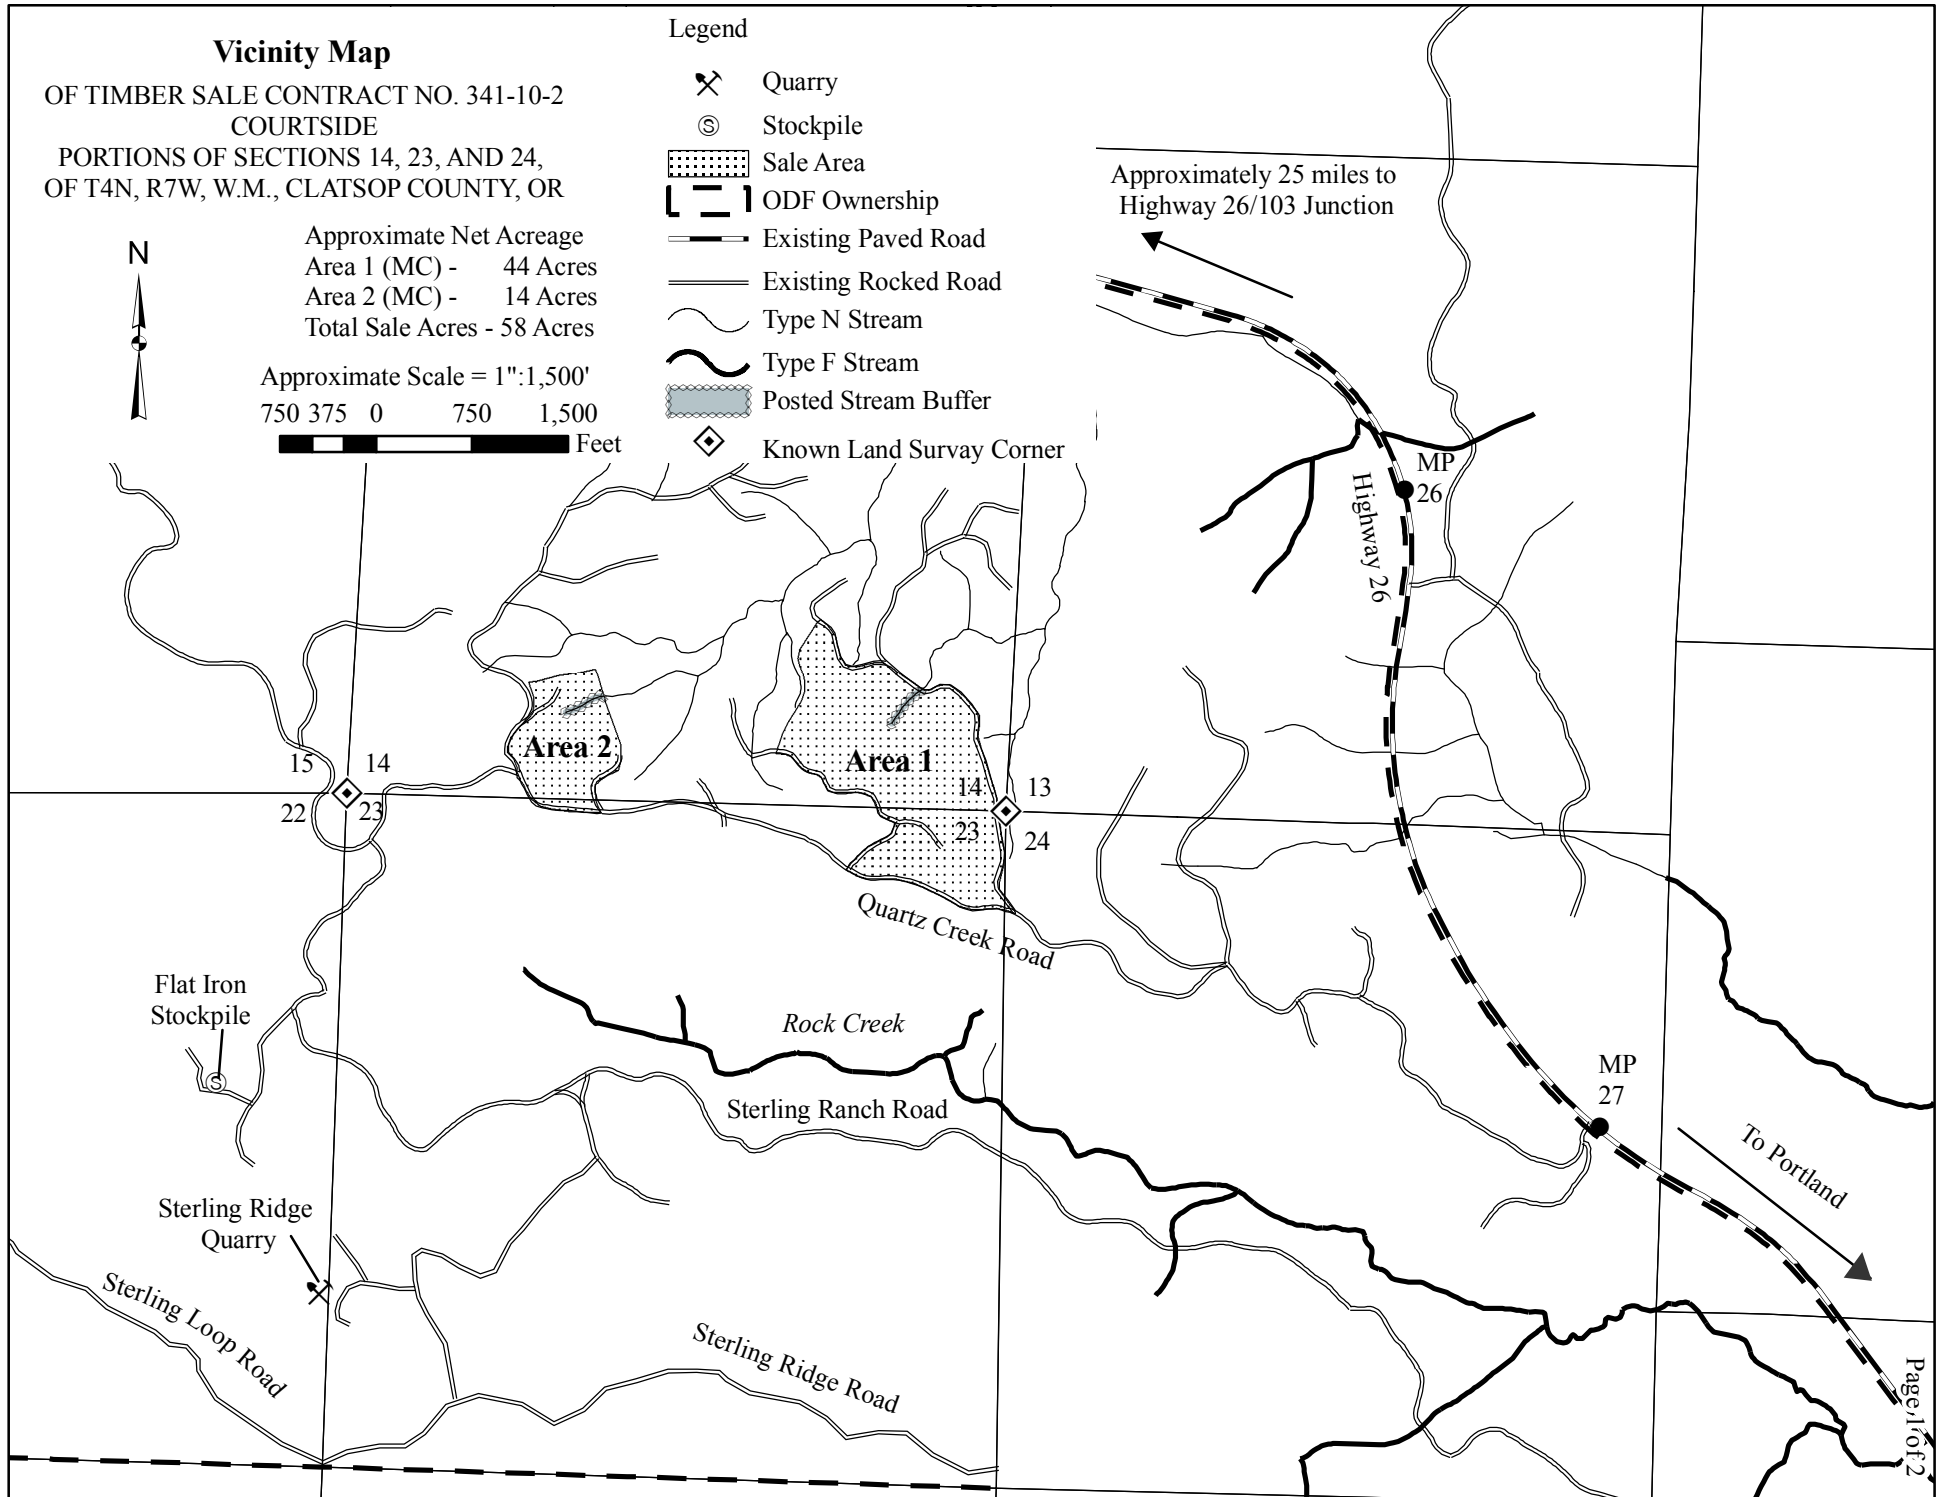 Vicinity Map
OF TIMBER SALE CONTRACT NO. 341-10-2
COURTSIDE
PORTIONS OF SECTIONS 14, 23, AND 24,
OF T4N, R7W, W.M., CLATSOP COUNTY, OR
N
Approximate Net Acreage
Area 1 (MC) - 44 Acres
Area 2 (MC) - 14 Acres
Total Sale Acres - 58 Acres
Approximate Scale = 1":1,500'
750 375 0 750 1,500
Feet
Legend
Quarry
S Stockpile
Sale Area
ODF Ownership
Existing Paved Road
Existing Rocked Road
Type N Stream
Type F Stream
Posted Stream Buffer
Known Land Survay Corner
Approximately 25 miles to
Highway 26/103 Junction
MP
26
Highway 26
Area 2
Area 1
15 14
22 23
14 13
23 24
Quartz Creek Road
Flat Iron
Stockpile
S
Rock Creek
Sterling Ranch Road
MP
27
To Portland
Sterling Ridge
Quarry
Sterling Loop Road
Sterling Ridge Road
Page 1 of 2